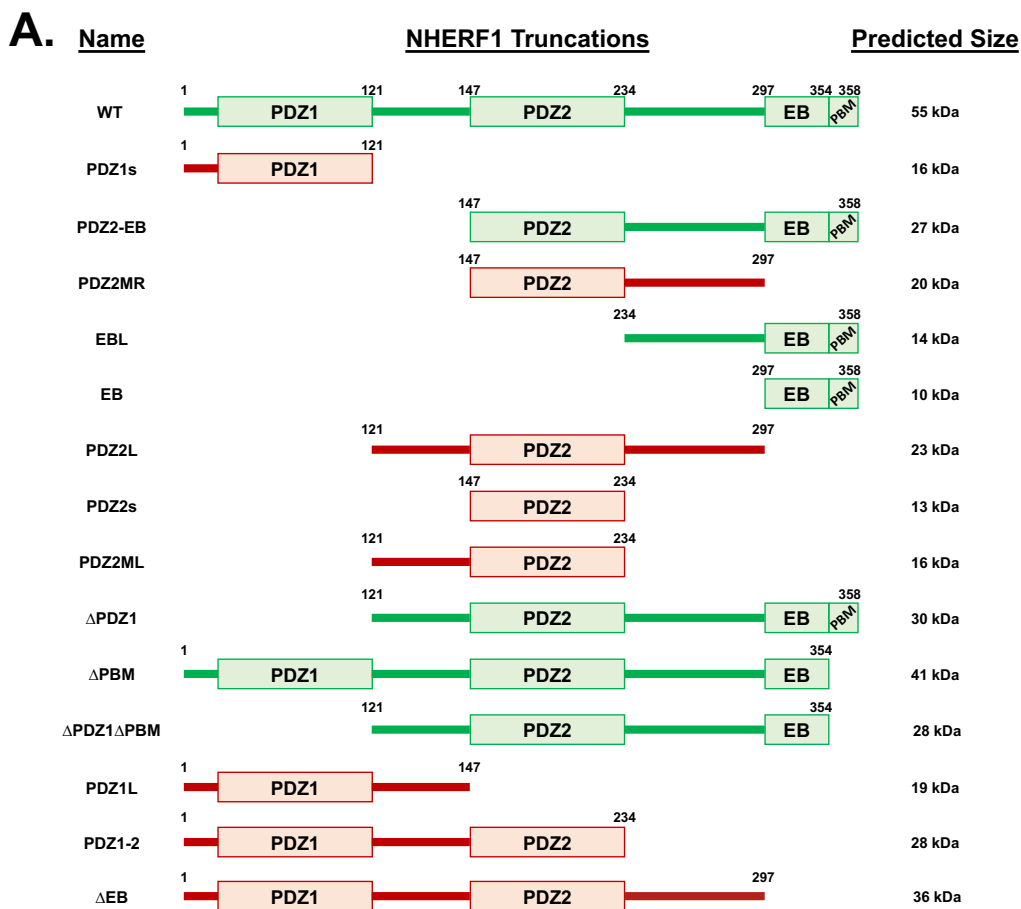 A. Name NHERF1 Truncations Predicted Size
1 121 147 234 297 354 358
WT PDZ1 PDZ2 EB PBM 55 kDa
1 121
PDZ1s PDZ1 16 kDa
147 358
PDZ2-EB PDZ2 EB PBM 27 kDa
147 297
PDZ2MR PDZ2 20 kDa
234 358
EBL EB PBM 14 kDa
297 358
EB EB PBM 10 kDa
121 297
PDZ2L PDZ2 23 kDa
147 234
PDZ2s PDZ2 13 kDa
121 234
PDZ2ML PDZ2 16 kDa
121 358
ΔPDZ1 PDZ2 EB PBM 30 kDa
1 354
ΔPBM PDZ1 PDZ2 EB 41 kDa
121 354
ΔPDZ1ΔPBM PDZ2 EB 28 kDa
1 147
PDZ1L PDZ1 19 kDa
1 234
PDZ1-2 PDZ1 PDZ2 28 kDa
1 297
ΔEB PDZ1 PDZ2 36 kDa